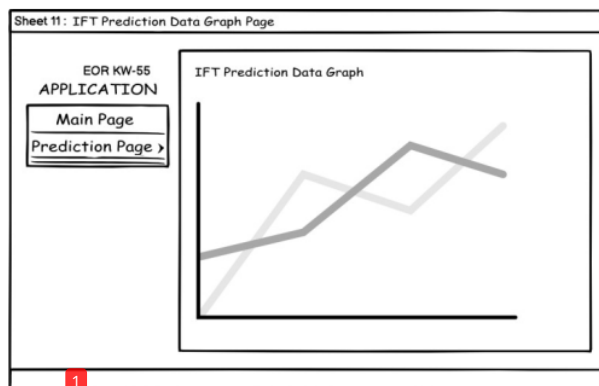 Sheet 11: IFT Prediction Data Graph Page
EOR KW-55
APPLICATION
Main Page
Prediction Page >
IFT Prediction Data Graph
1